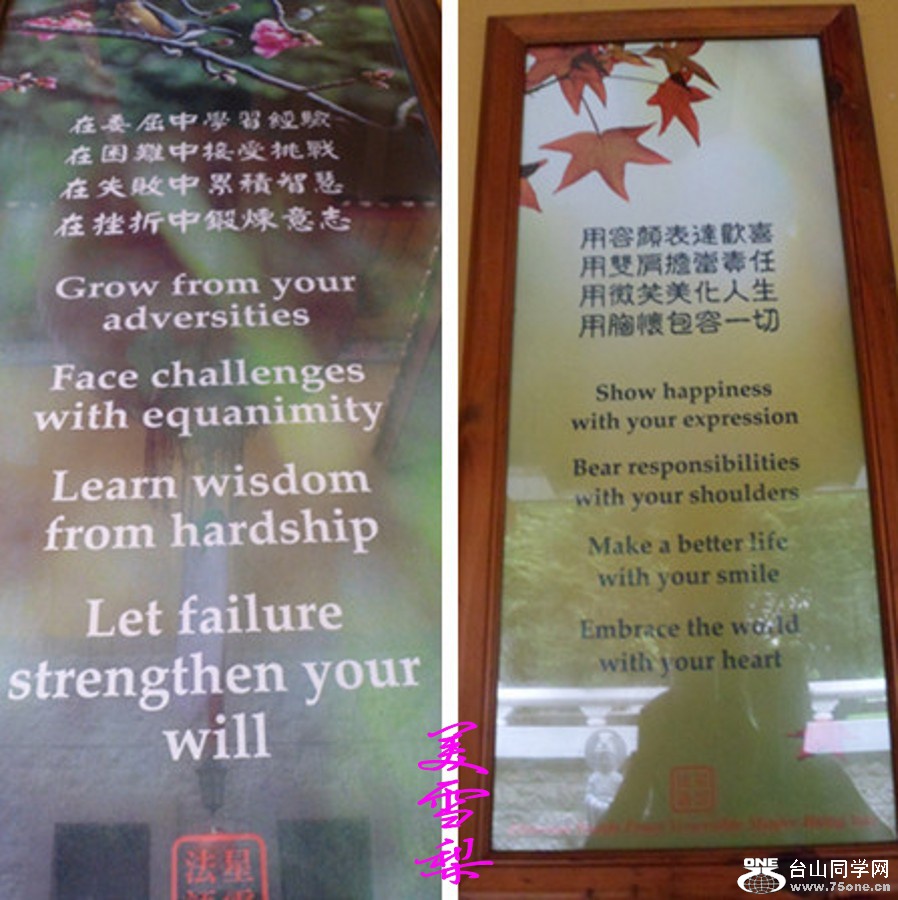 在委屈中學習經驗
在困難中接受挑戰
在失敗中累積智慧
在挫折中鍛煉意志
Grow from your
adversities
Face challenges
with equanimity
Learn wisdom
from hardship
Let failure
strengthen your
will
星
法
用容顏表達歡喜
用雙肩擔當責任
用微笑美化人生
用胸懷包容一切
Show happiness
with your expression
Bear responsibilities
with your shoulders
Make a better life
with your smile
Embrace the world
with your heart
美雪梨
ONE
台山同学网
www.75one.cn